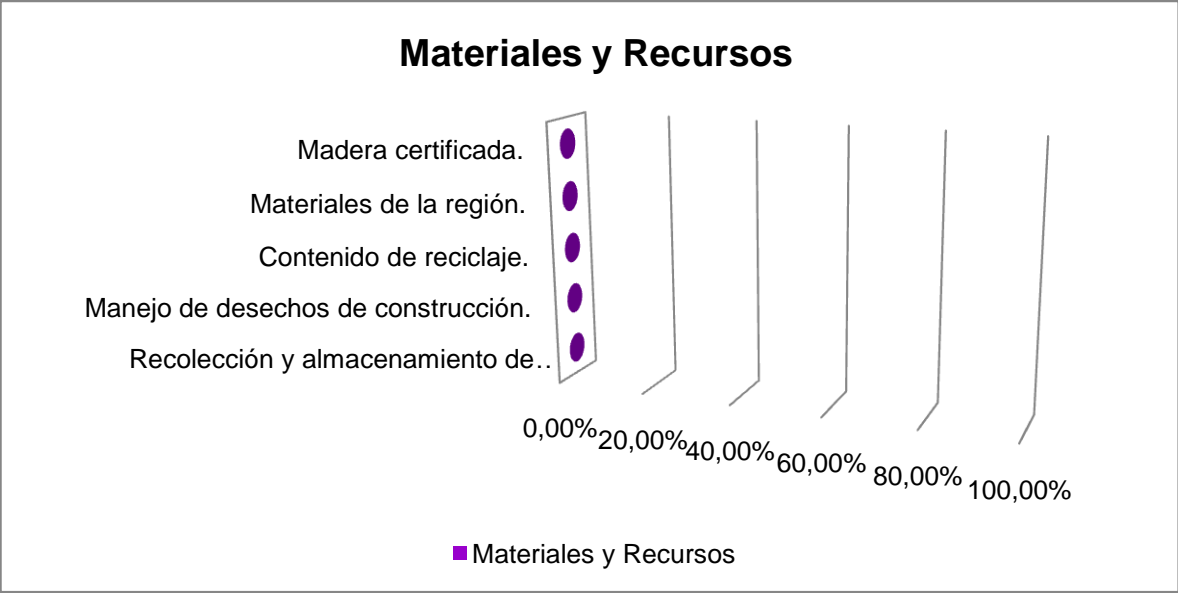 Materiales y Recursos
Madera certificada.
Materiales de la región.
Contenido de reciclaje.
Manejo de desechos de construcción.
Recolección y almacenamiento de..
0,00%
20,00%
40,00%
60,00%
80,00%
100,00%
Materiales y Recursos